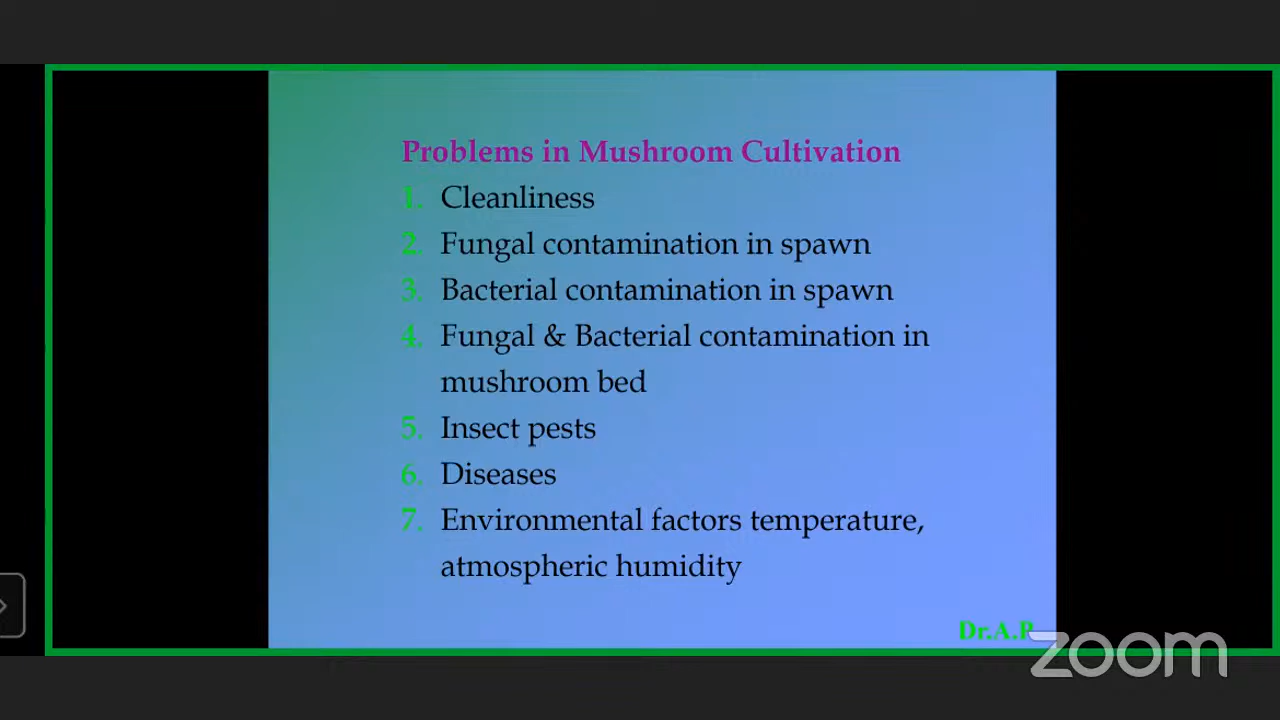 Problems in Mushroom Cultivation
1. Cleanliness
2. Fungal contamination in spawn
3. Bacterial contamination in spawn
4. Fungal & Bacterial contamination in
mushroom bed
5. Insect pests
6. Diseases
7. Environmental factors temperature,
atmospheric humidity
Dr.A.P
zoom